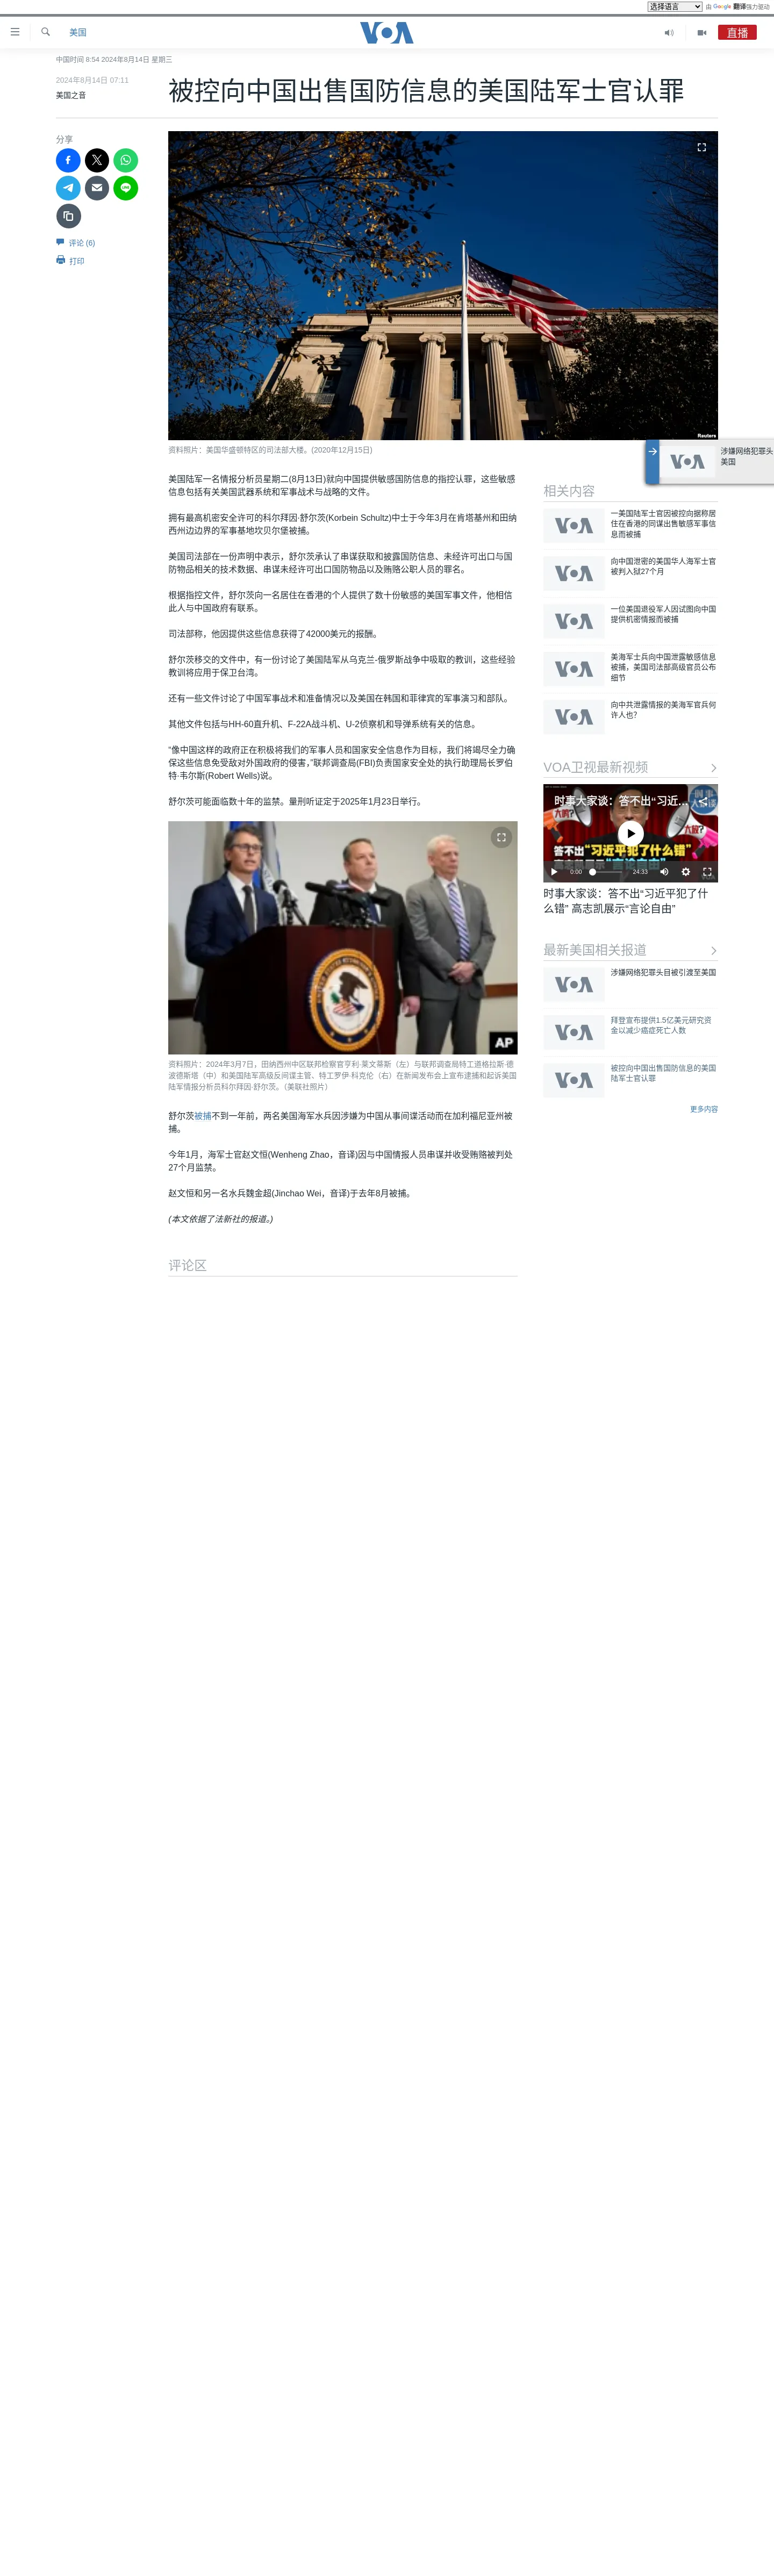 选择语言
由 Google 翻译强力驱动
美国
VOA
直播
中国时间 8:54 2024年8月14日 星期三
2024年8月14日 07:11
美国之音
被控向中国出售国防信息的美国陆军士官认罪
分享
评论 (6)
打印
Reuters
资料照片：美国华盛顿特区的司法部大楼。(2020年12月15日)
涉嫌网络犯罪头
美国
美国陆军一名情报分析员星期二(8月13日)就向中国提供敏感国防信息的指控认罪，这些敏感
信息包括有关美国武器系统和军事战术与战略的文件。
拥有最高机密安全许可的科尔拜因·舒尔茨(Korbein Schultz)中士于今年3月在肯塔基州和田纳
西州边边界的军事基地坎贝尔堡被捕。
美国司法部在一份声明中表示，舒尔茨承认了串谋获取和披露国防信息、未经许可出口与国
防物品相关的技术数据、串谋未经许可出口国防物品以及贿赂公职人员的罪名。
根据指控文件，舒尔茨向一名居住在香港的个人提供了数十份敏感的美国军事文件，他相信
此人与中国政府有联系。
司法部称，他因提供这些信息获得了42000美元的报酬。
舒尔茨移交的文件中，有一份讨论了美国陆军从乌克兰-俄罗斯战争中吸取的教训，这些经验
教训将应用于保卫台湾。
还有一些文件讨论了中国军事战术和准备情况以及美国在韩国和菲律宾的军事演习和部队。
其他文件包括与HH-60直升机、F-22A战斗机、U-2侦察机和导弹系统有关的信息。
“像中国这样的政府正在积极将我们的军事人员和国家安全信息作为目标，我们将竭尽全力确
保这些信息免受敌对外国政府的侵害，”联邦调查局(FBI)负责国家安全处的执行助理局长罗伯
特·韦尔斯(Robert Wells)说。
舒尔茨可能面临数十年的监禁。量刑听证定于2025年1月23日举行。
AP
资料照片：2024年3月7日，田纳西州中区联邦检察官亨利·莱文蒂斯（左）与联邦调查局特工道格拉斯·德
波德斯塔（中）和美国陆军高级反间谍主管、特工罗伊·科克伦（右）在新闻发布会上宣布逮捕和起诉美国
陆军情报分析员科尔拜因·舒尔茨。（美联社照片）
舒尔茨被捕不到一年前，两名美国海军水兵因涉嫌为中国从事间谍活动而在加利福尼亚州被
捕。
今年1月，海军士官赵文恒(Wenheng Zhao，音译)因与中国情报人员串谋并收受贿赂被判处
27个月监禁。
赵文恒和另一名水兵魏金超(Jinchao Wei，音译)于去年8月被捕。
(本文依据了法新社的报道。)
评论区
相关内容
VOA
一美国陆军士官因被控向据称居
住在香港的同谋出售敏感军事信
息而被捕
VOA
向中国泄密的美国华人海军士官
被判入狱27个月
VOA
一位美国退役军人因试图向中国
提供机密情报而被捕
VOA
美海军士兵向中国泄露敏感信息
被捕，美国司法部高级官员公布
细节
VOA
向中共泄露情报的美海军官兵何
许人也?
VOA卫视最新视频
时事大家谈：答不出“习近...
答不出“习近平犯了什么错”
0:00
24:33
时事大家谈：答不出“习近平犯了什
么错” 高志凯展示“言论自由”
最新美国相关报道
VOA
涉嫌网络犯罪头目被引渡至美国
VOA
拜登宣布提供1.5亿美元研究资
金以减少癌症死亡人数
VOA
被控向中国出售国防信息的美国
陆军士官认罪
更多内容